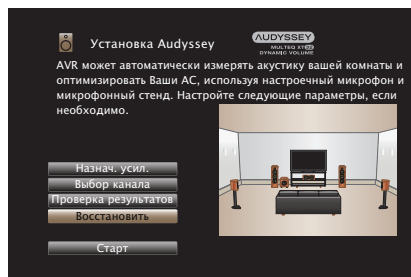 Установка Audyssey
AUDYSSEY
MULTEQ XT32
DYNAMIC VOLUME
AVR может автоматически измерять акустику вашей комнаты и
оптимизировать Ваши АС, используя настроечный микрофон и
микрофонный стенд. Настройте следующие параметры, если
необходимо.
Назнач. усил.
Выбор канала
Проверка результатов
Восстановить
Старт